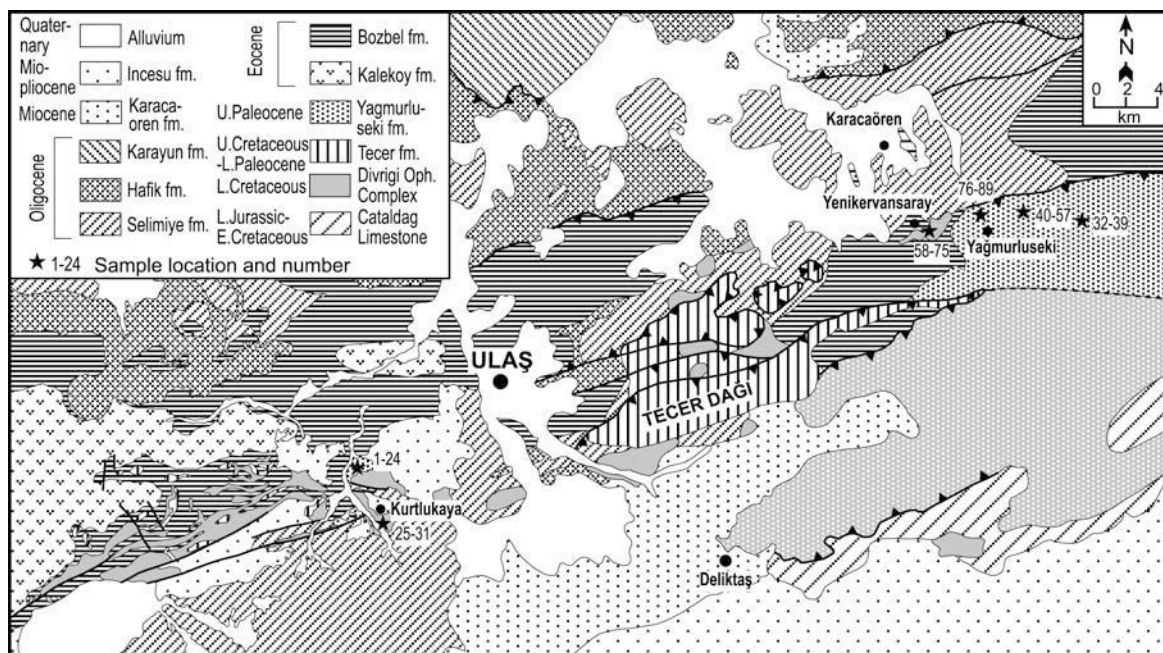 Quater-
nary
Alluvium
Mio-
pliocene
Incesu fm.
Miocene
Karaca-
oren fm.
Oligocene
Karayun fm.
Hafik fm.
Selimiye fm.
Eocene
Bozbel fm.
Kalekoy fm.
U.Paleocene
Yagmurlu-
seki fm.
U.Cretaceous
-L.Paleocene
Tecer fm.
L.Cretaceous
Divrigi Oph.
Complex
L.Jurassic-
E.Cretaceous
Cataldag
Limestone
1-24 Sample location and number
N
0 2 4
km
Karacaören
76-89
Yenikervansaray
40-57
32-39
58-75
Yağmurluseki
ULAŞ
TECER DAĞI
1-24
Kurtlukaya
25-31
Deliktaş